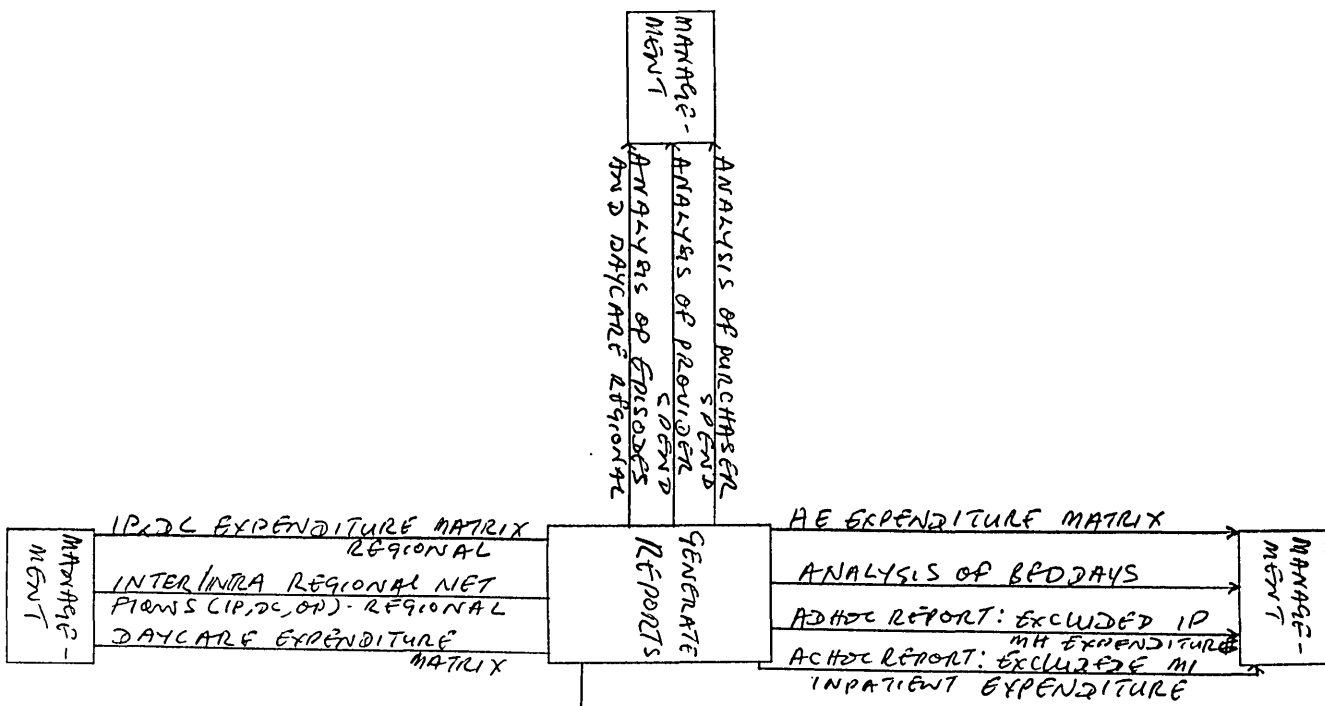 MANAGE-
MENT
ANALYSIS OF PURCHASER
SPEND
ANALYSIS OF PROVIDER
SPEND
ANALYSIS OF EPISODES
AND DAYCARE REGIONAL
IP&DC EXPENDITURE MATRIX
REGIONAL
INTER/INTRA REGIONAL NET
FLOWS (IP, DC, OP). REGIONAL
DAYCARE EXPENDITURE
MATRIX
MANAGE-
MENT
GENERATE
REPORTS
AE EXPENDITURE MATRIX
ANALYSIS OF BEDDAYS
ADHOC REPORT: EXCLUDED IP
MH EXPENDITURE
ADHOC REPORT: EXCLUDEDE MI
INPATIENT EXPENDITURE
MANAGE-
MENT